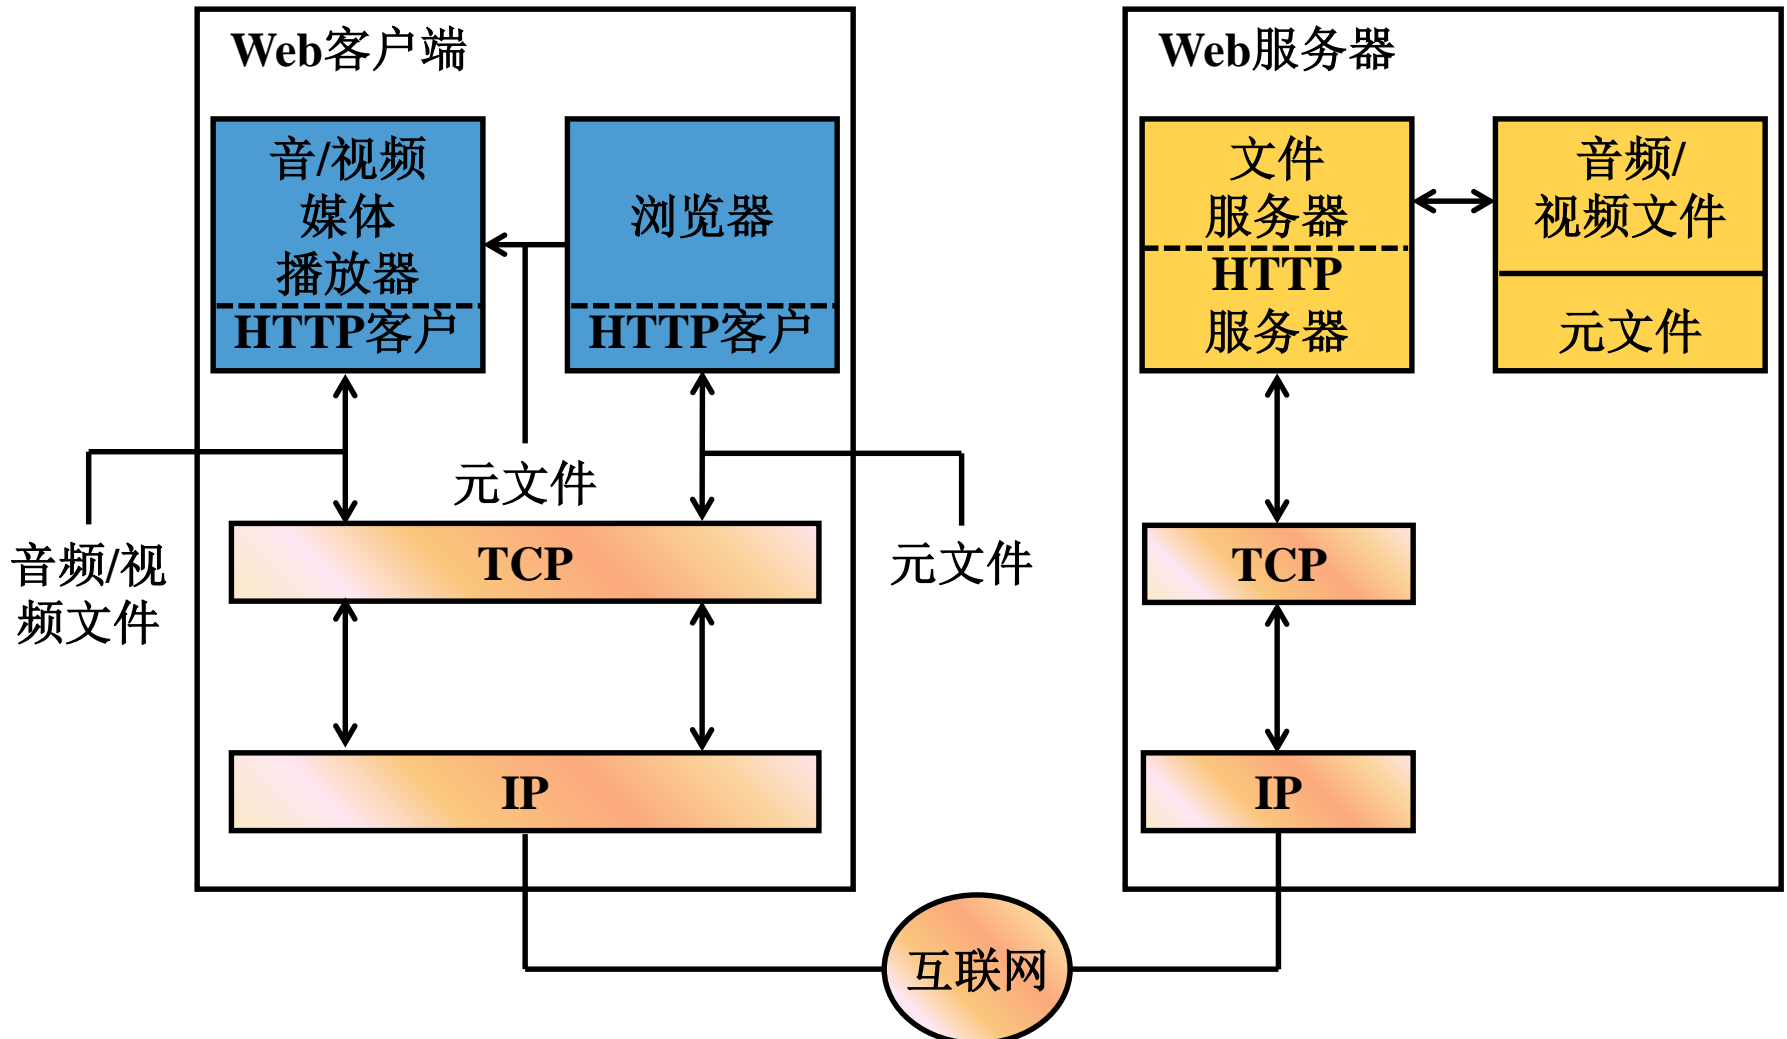 Web客户端
音/视频
媒体
播放器
HTTP客户
浏览器
HTTP客户
元文件
音频/视
频文件
元文件
TCP
IP
Web服务器
文件
服务器
HTTP
服务器
音频/
视频文件
元文件
TCP
IP
互联网